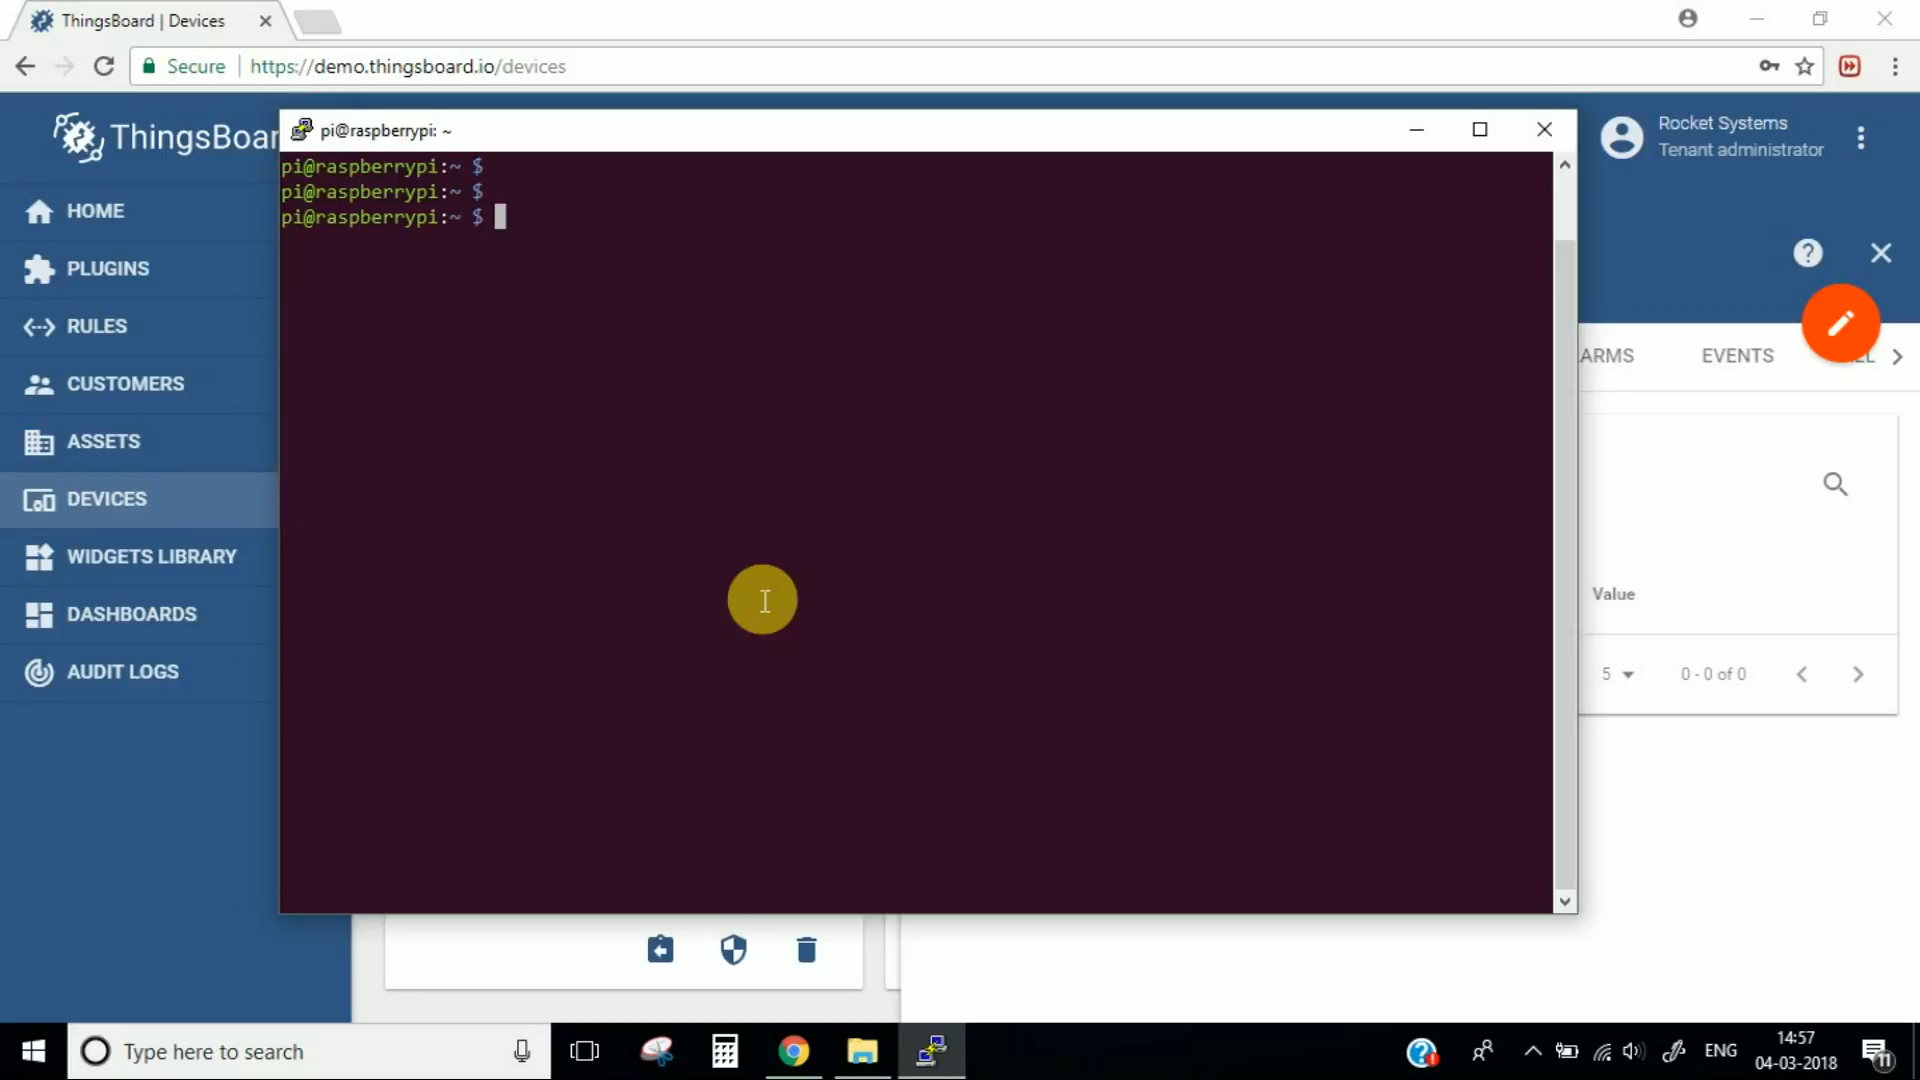 ThingsBoard | Devices
Secure | https://demo.thingsboard.io/devices
ThingsBoar
Rocket Systems
Tenant administrator
pi@raspberrypi: ~
pi@raspberrypi:~ $
pi@raspberrypi:~ $
pi@raspberrypi:~ $
HOME
PLUGINS
RULES
CUSTOMERS
ASSETS
DEVICES
WIDGETS LIBRARY
DASHBOARDS
AUDIT LOGS
ARMS EVENTS
Value
5 0 - 0 of 0
Type here to search
ENG
14:57
04-03-2018
11